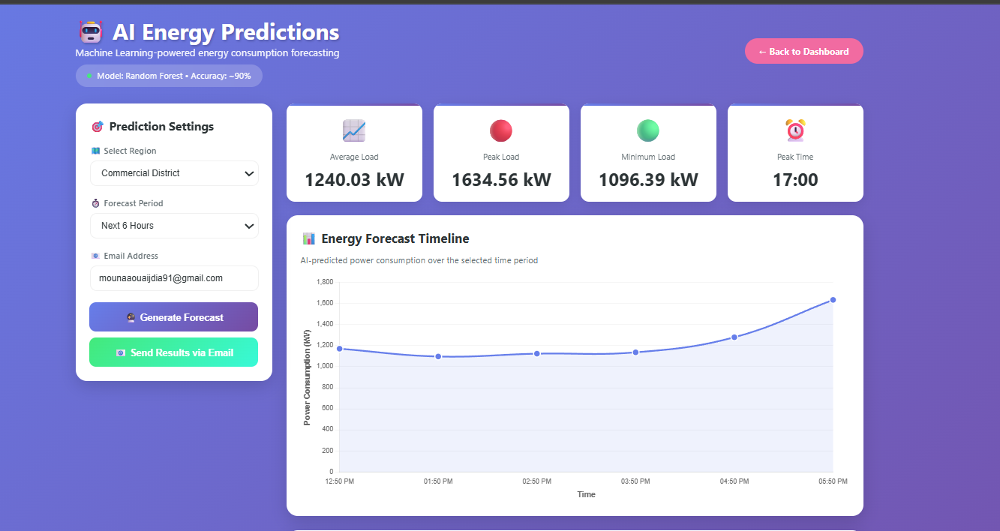 AI Energy Predictions
Machine Learning-powered energy consumption forecasting
Model: Random Forest • Accuracy: ~90%
← Back to Dashboard
Prediction Settings
Select Region
Commercial District
Forecast Period
Next 6 Hours
Email Address
mounaaouaijdia91@gmail.com
Generate Forecast
Send Results via Email
Average Load
1240.03 kW
Peak Load
1634.56 kW
Minimum Load
1096.39 kW
Peak Time
17:00
Energy Forecast Timeline
AI-predicted power consumption over the selected time period
Power Consumption (kW)
1,800
1,600
1,400
1,200
1,000
800
600
400
200
0
12:50 PM 01:50 PM 02:50 PM 03:50 PM 04:50 PM 05:50 PM
Time